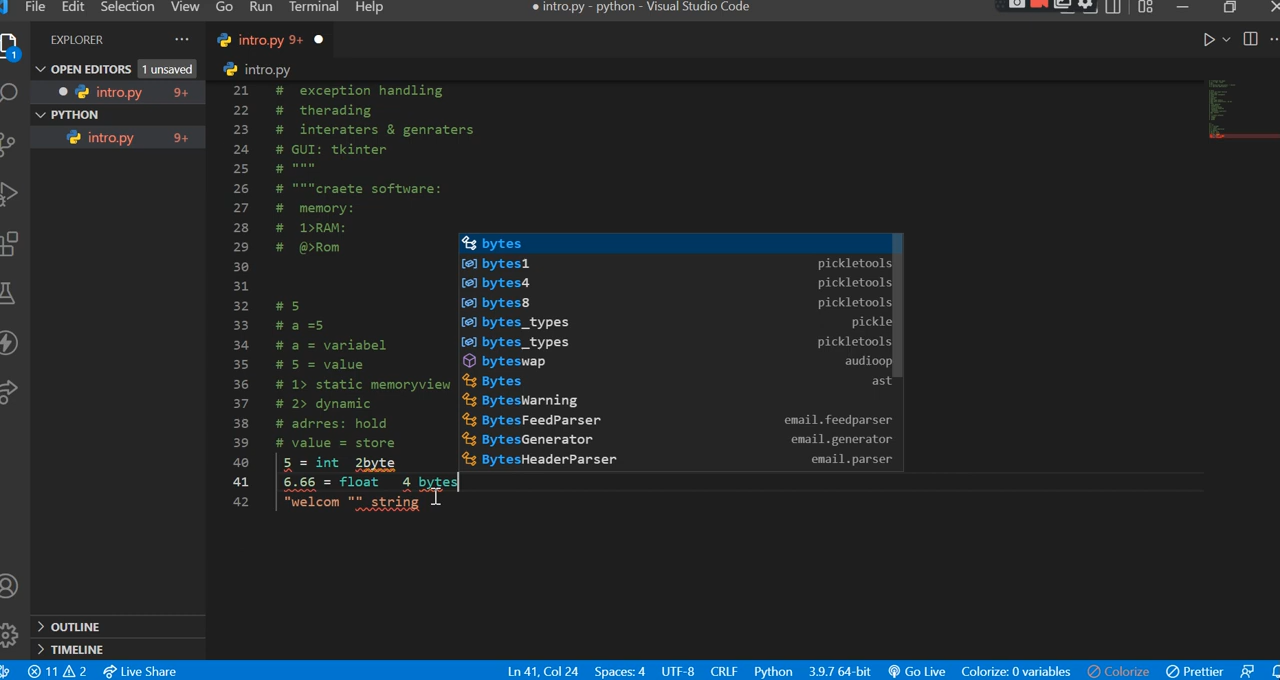 File Edit Selection View Go Run Terminal Help
● intro.py - python - Visual Studio Code
EXPLORER
intro.py 9+
OPEN EDITORS 1 unsaved
intro.py
intro.py 9+
PYTHON
intro.py 9+
21 # exception handling
22 # therading
23 # interaters & genraters
24 # GUI: tkinter
25 # """
26 # """craete software:
27 # memory:
28 # 1>RAM:
29 # @>Rom
30
31
32 # 5
33 # a =5
34 # a = variabel
35 # 5 = value
36 # 1> static memoryview
37 # 2> dynamic
38 # adrres: hold
39 # value = store
40 5 = int 2byte
41 6.66 = float 4 bytes
42 "welcom "" string
bytes
bytes1 pickletools
bytes4 pickletools
bytes8 pickletools
bytes_types pickle
bytes_types pickletools
byteswap audioop
Bytes ast
BytesWarning
BytesFeedParser email.feedparser
BytesGenerator email.generator
BytesHeaderParser email.parser
1
OUTLINE
TIMELINE
11 2 Live Share Ln 41, Col 24 Spaces: 4 UTF-8 CRLF Python 3.9.7 64-bit Go Live Colorize: 0 variables Colorize Prettier